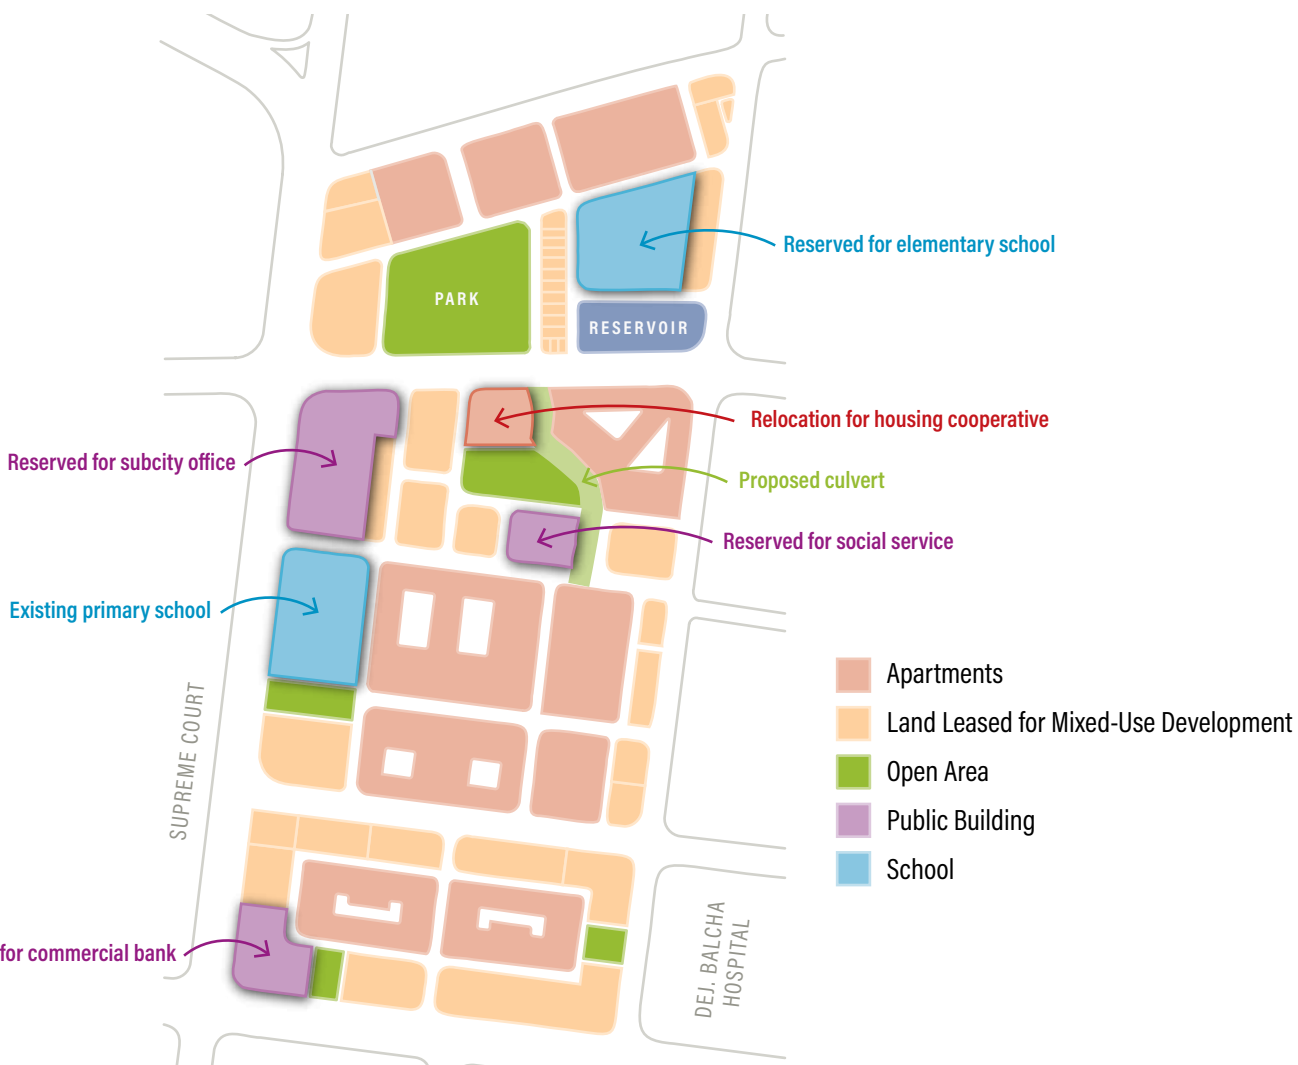 Reserved for elementary school
PARK
RESERVOIR
Relocation for housing cooperative
Reserved for subcity office
Proposed culvert
Reserved for social service
Existing primary school
Apartments
Land Leased for Mixed-Use Development
Open Area
Public Building
School
SUPREME COURT
for commercial bank
DEJ. BALCHA
HOSPITAL